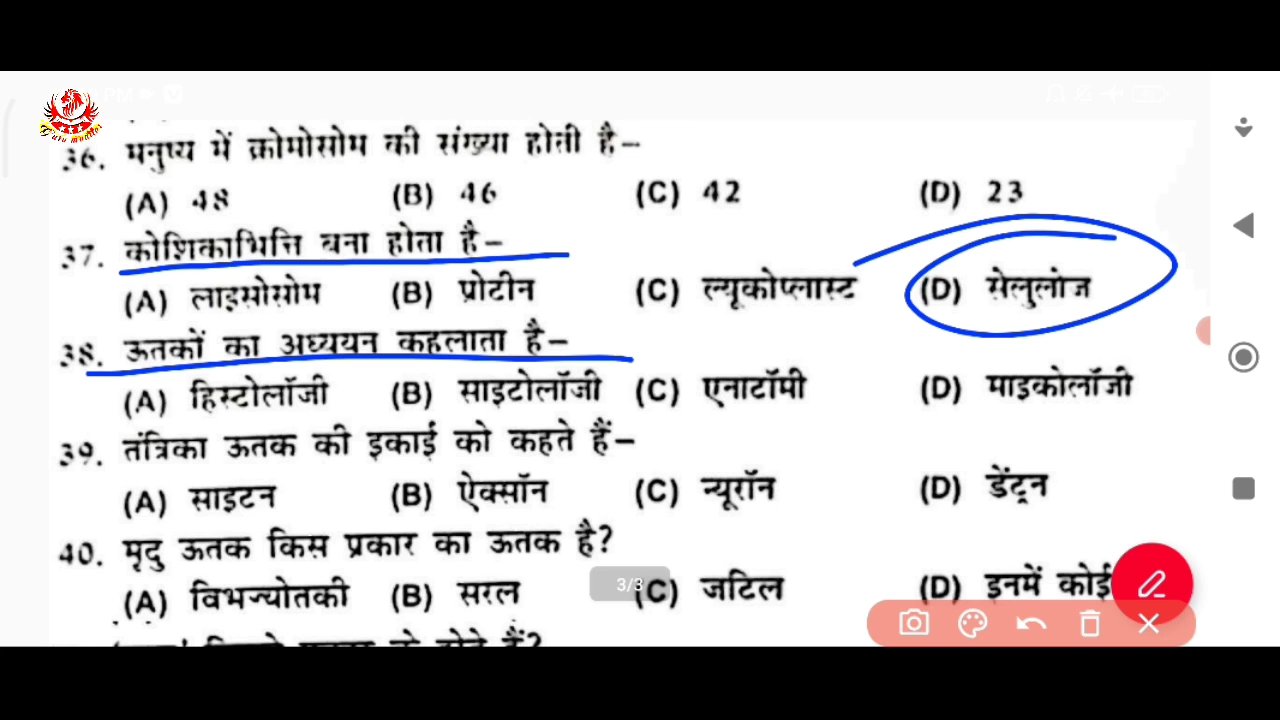 36. मनुष्य में क्रोमोसोम की संख्या होती है–
(A) 48 (B) 46 (C) 42 (D) 23
37. कोशिकाभित्ति बना होता है–
(A) लाइसोसोम (B) प्रोटीन (C) ल्यूकोप्लास्ट (D) सेलुलोज
38. ऊतकों का अध्ययन कहलाता है–
(A) हिस्टोलॉजी (B) साइटोलॉजी (C) एनाटॉमी (D) माइकोलॉजी
39. तंत्रिका ऊतक की इकाई को कहते हैं–
(A) साइटन (B) ऐक्सॉन (C) न्यूरॉन (D) डेंट्रन
40. मृदु ऊतक किस प्रकार का ऊतक है?
(A) विभज्योतकी (B) सरल (C) जटिल (D) इनमें कोई
3/3